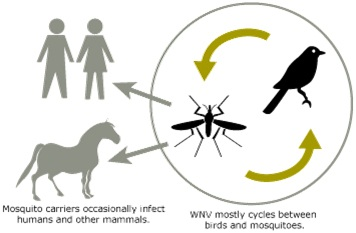 Mosquito carriers occasionally infect
humans and other mammals.
WNV mostly cycles between
birds and mosquitoes.